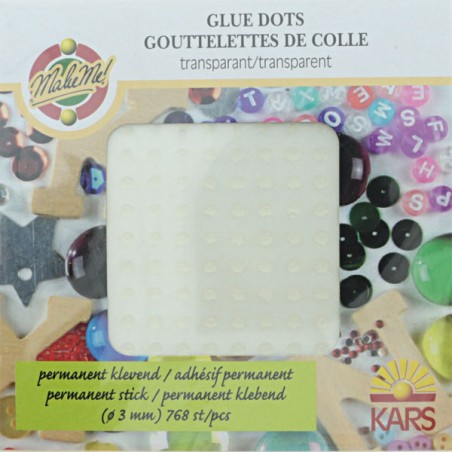 GLUE DOTS
GOUTTELETTES DE COLLE
transparant/transparent
Make Me!
permanent klevend / adhésif permanent
permanent stick / permanent klebend
(ø 3 mm) 768 st/pcs
KARS